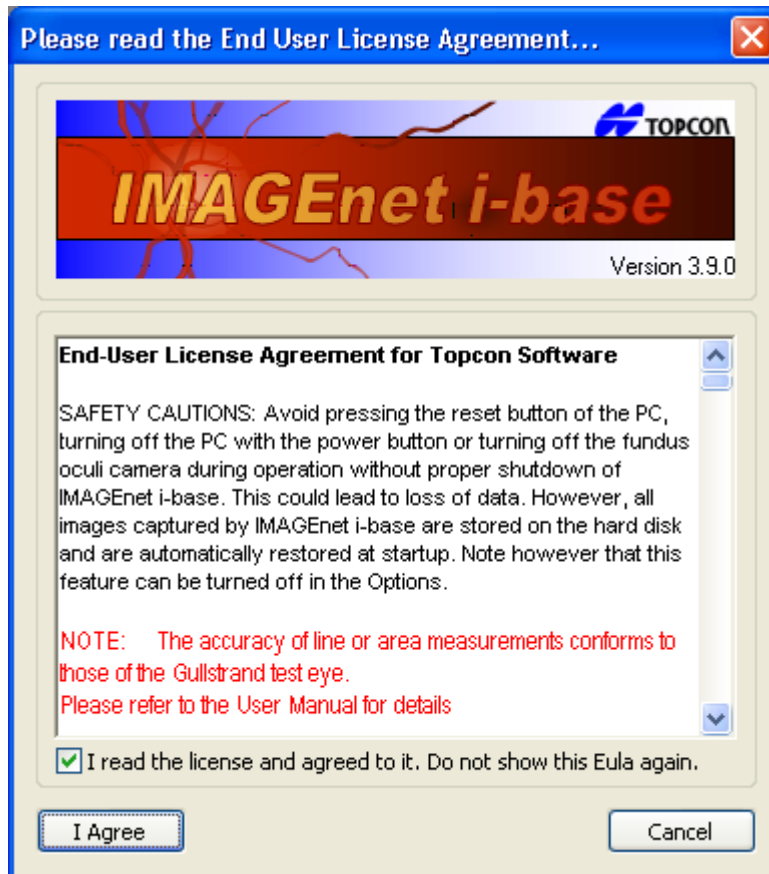 Please read the End User License Agreement...
TOPCON
IMAGEnet i-base
Version 3.9.0
End-User License Agreement for Topcon Software
SAFETY CAUTIONS: Avoid pressing the reset button of the PC,
turning off the PC with the power button or turning off the fundus
oculi camera during operation without proper shutdown of
IMAGEnet i-base. This could lead to loss of data. However, all
images captured by IMAGEnet i-base are stored on the hard disk
and are automatically restored at startup. Note however that this
feature can be turned off in the Options.
NOTE: The accuracy of line or area measurements conforms to
those of the Gullstrand test eye.
Please refer to the User Manual for details
I read the license and agreed to it. Do not show this Eula again.
I Agree
Cancel